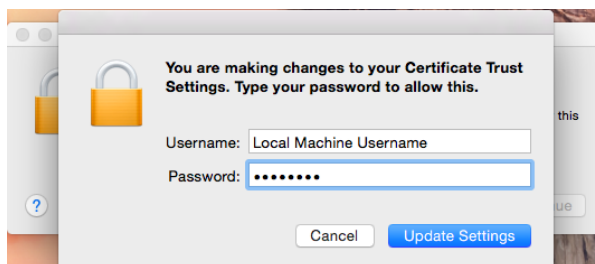 You are making changes to your Certificate Trust
Settings. Type your password to allow this.
this
Username: Local Machine Username
Password: ••••••••
?
ue
Cancel
Update Settings